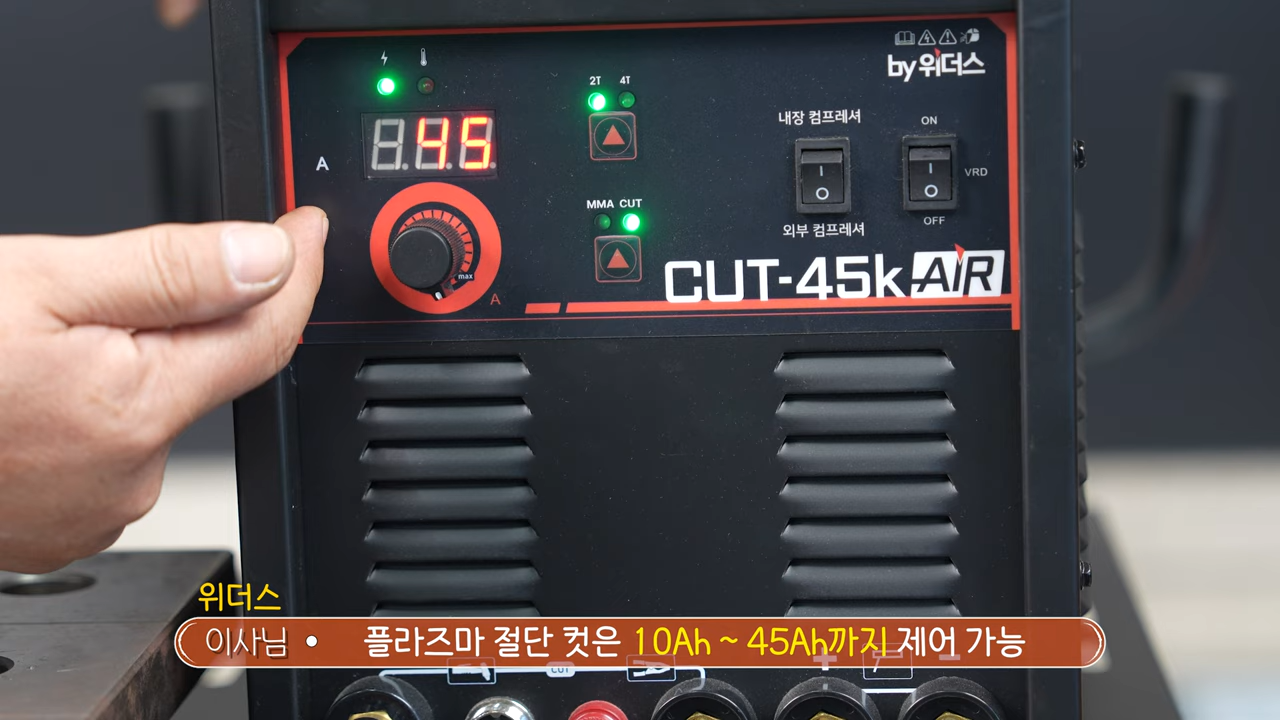 2T 4T
by 위더스
내장 컴프레셔
ON
45
A
VRD
MMA CUT
외부 컴프레셔
OFF
max
A
CUT-45k AIR
위더스
이사님 • 플라즈마 절단 컷은 10Ah ~ 45Ah까지 제어 가능
CUT
+ −